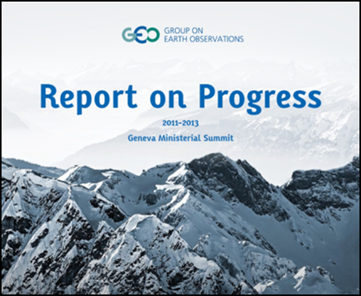 GEO
GROUP ON
EARTH OBSERVATIONS
Report on Progress
2011-2013
Geneva Ministerial Summit